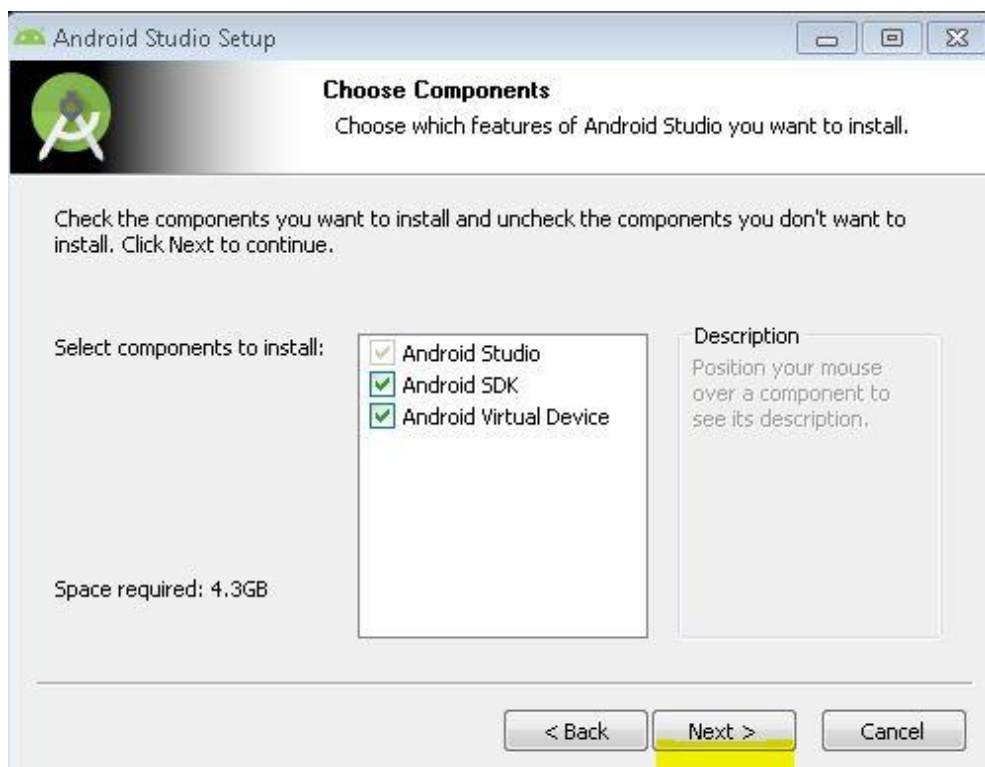 Android Studio Setup
Choose Components
Choose which features of Android Studio you want to install.
Check the components you want to install and uncheck the components you don't want to
install. Click Next to continue.
Select components to install:
Android Studio
Android SDK
Android Virtual Device
Description
Position your mouse
over a component to
see its description.
Space required: 4.3GB
< Back
Next >
Cancel